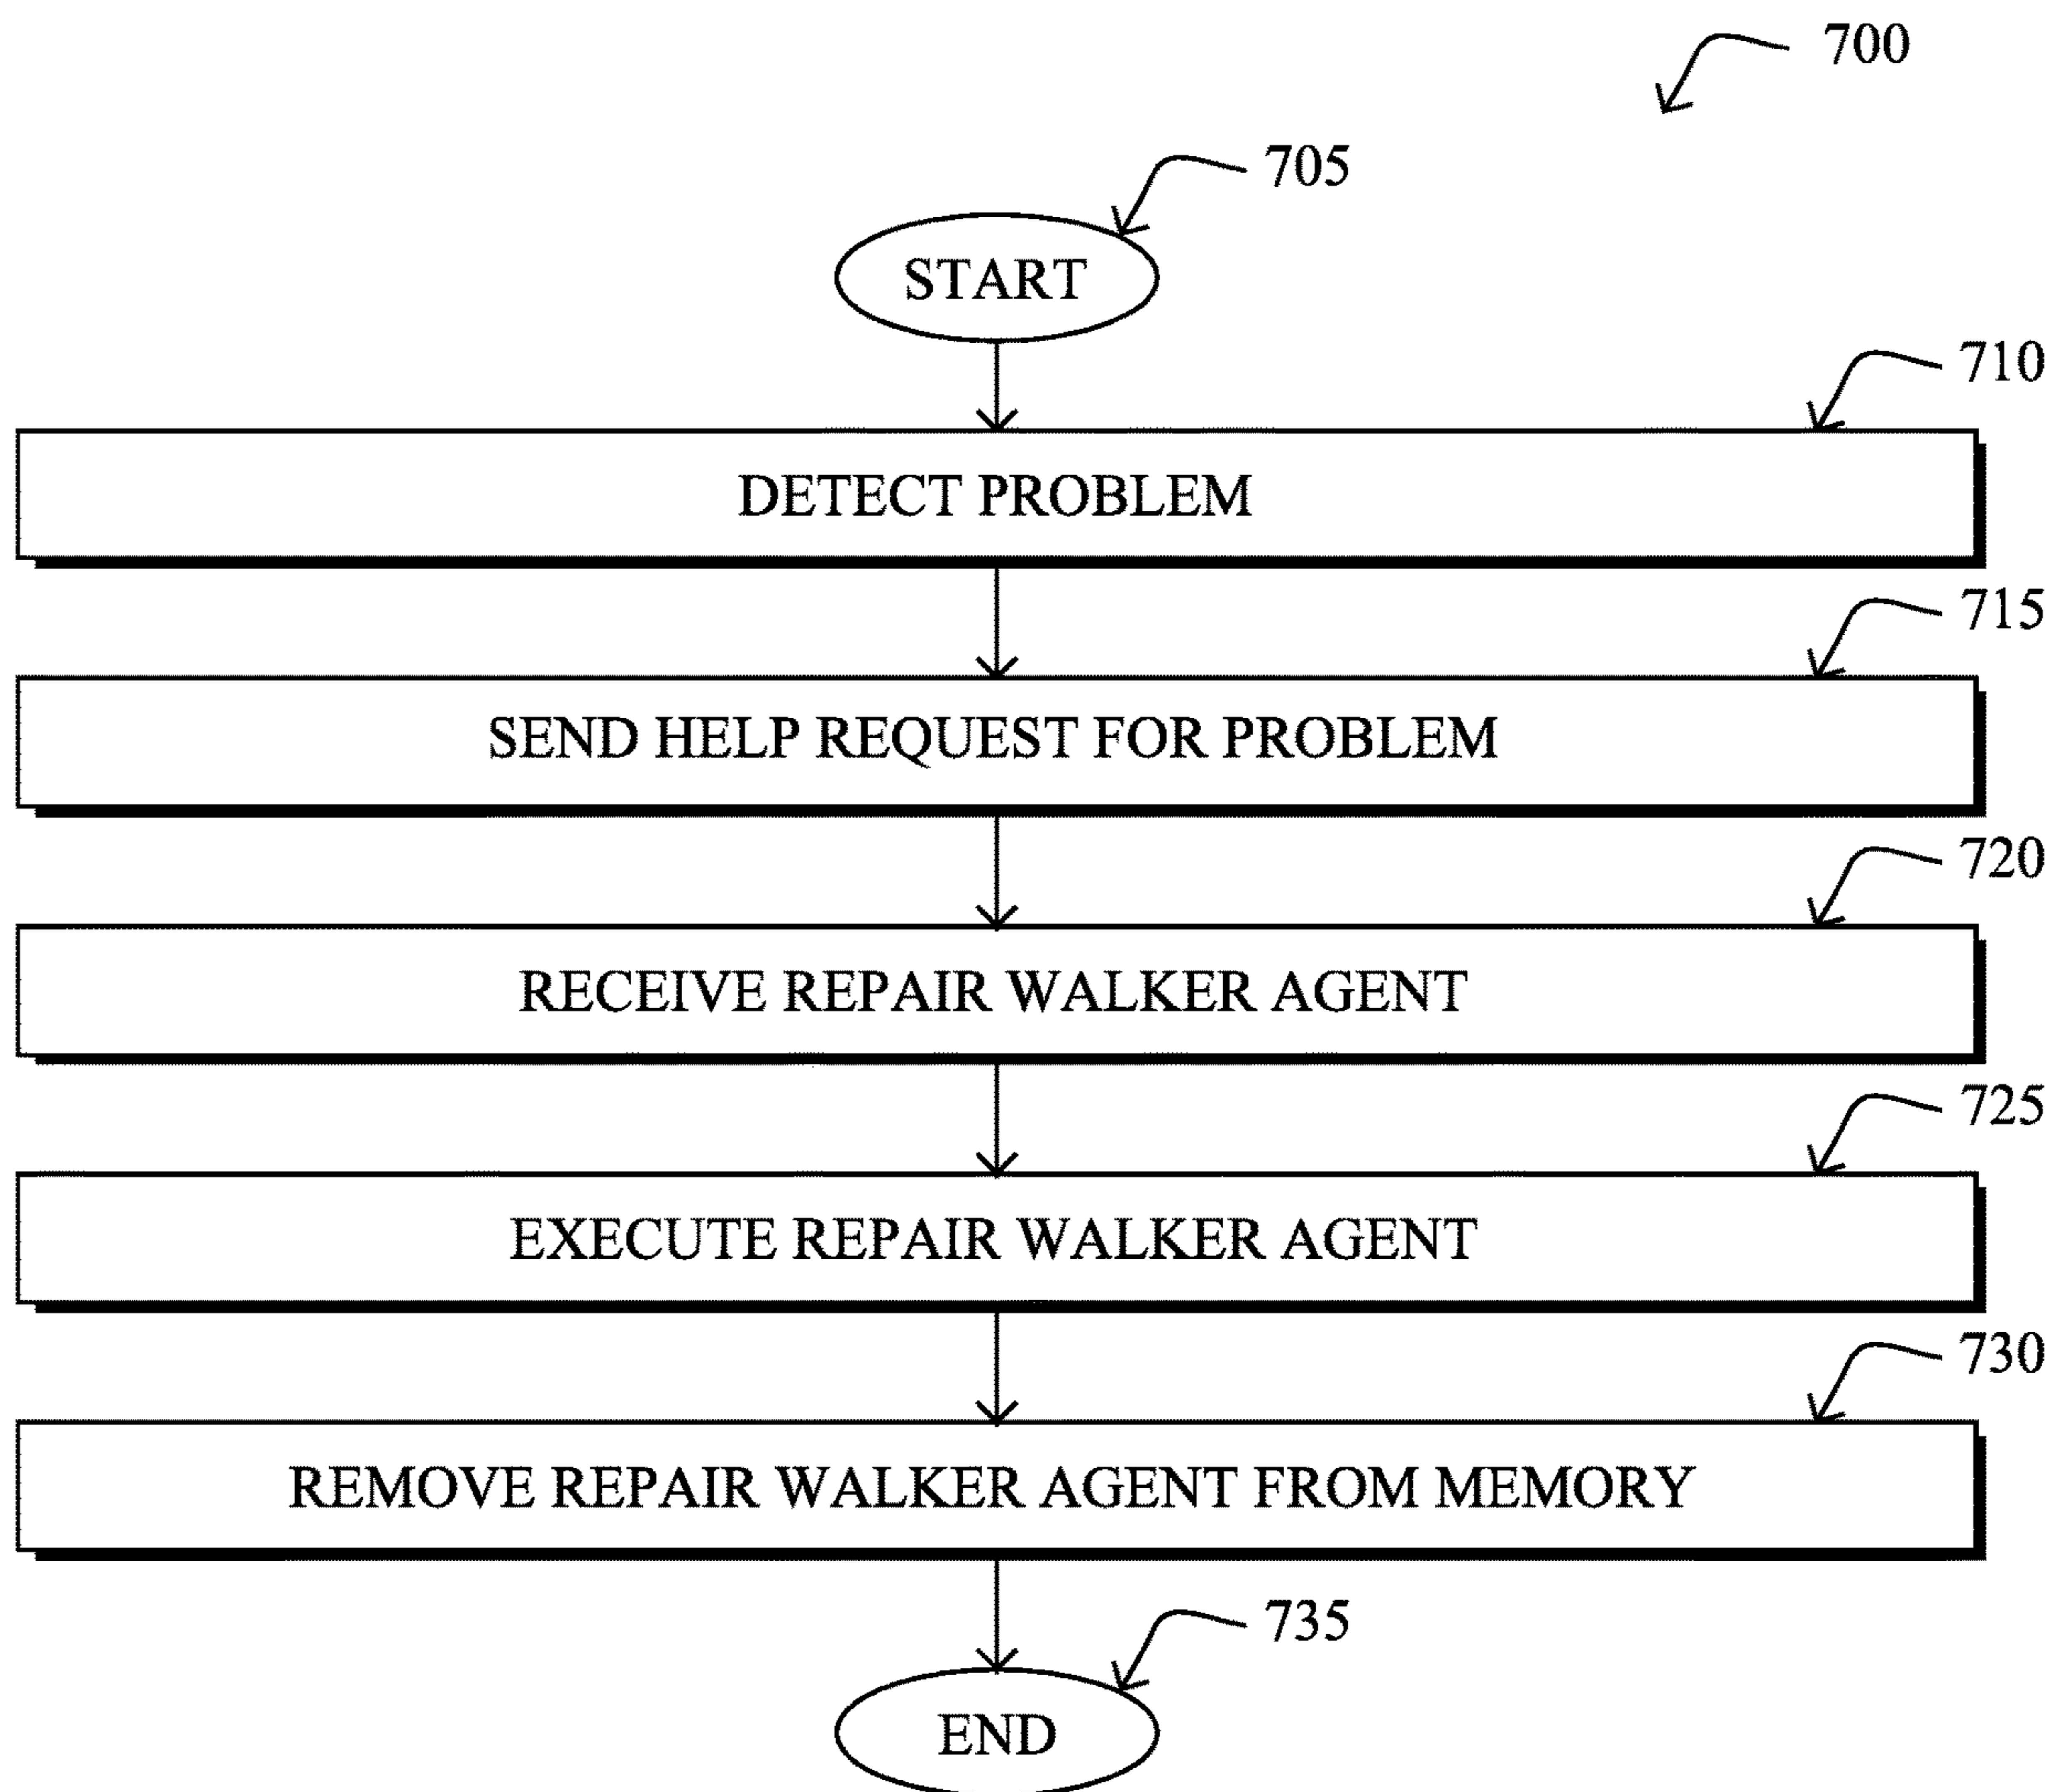 700
705
START
710
DETECT PROBLEM
715
SEND HELP REQUEST FOR PROBLEM
720
RECEIVE REPAIR WALKER AGENT
725
EXECUTE REPAIR WALKER AGENT
730
REMOVE REPAIR WALKER AGENT FROM MEMORY
735
END